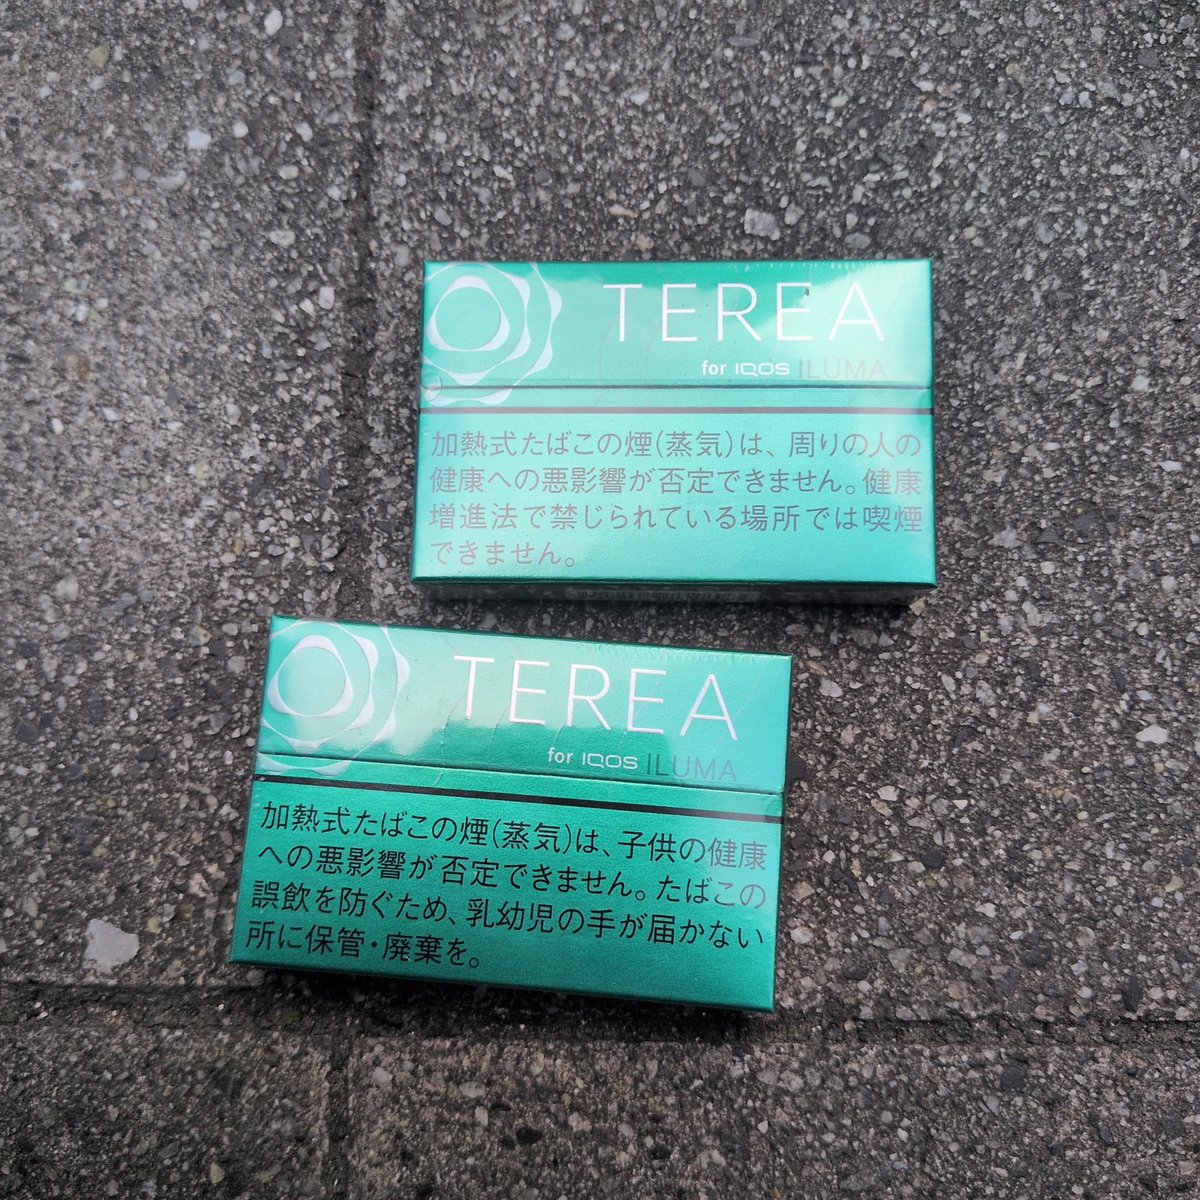 TEREA
for IQOS ILUMA
加熱式たばこの煙(蒸気)は、周りの人の
健康への悪影響が否定できません。健康
増進法で禁じられている場所では喫煙
できません。
TEREA
for IQOS ILUMA
加熱式たばこの煙(蒸気)は、子供の健康
への悪影響が否定できません。たばこの
誤飲を防ぐため、乳幼児の手が届かない
所に保管・廃棄を。